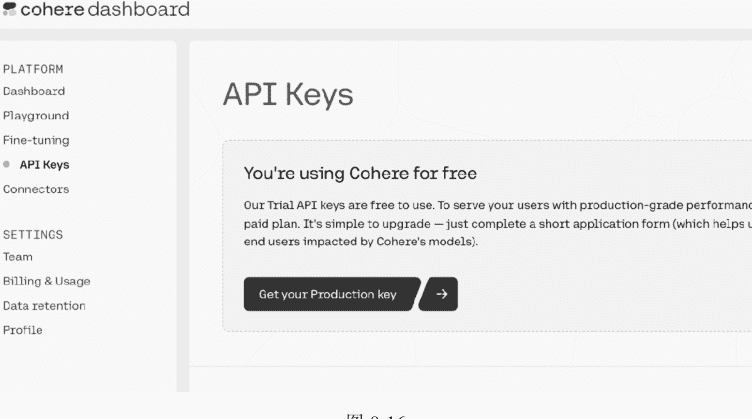 cohere dashboard
PLATFORM
Dashboard
Playground
Fine-tuning
API Keys
Connectors
SETTINGS
Team
Billing & Usage
Data retention
Profile
API Keys
You're using Cohere for free
Our Trial API keys are free to use. To serve your users with production-grade
paid plan. It's simple to upgrade — just complete a short application form (which helps
end users impacted by Cohere's models).
Get your Production key →